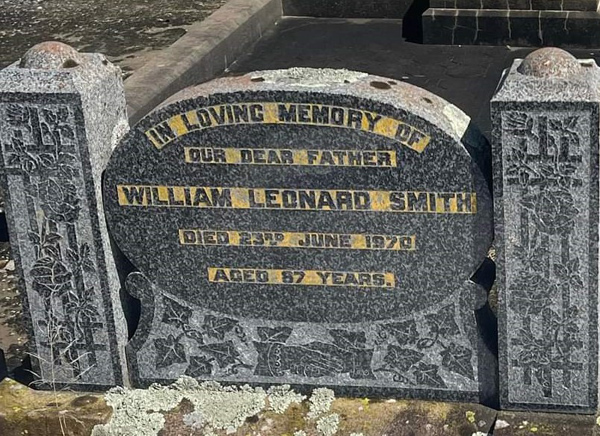 IN LOVING MEMORY OF
OUR DEAR FATHER
WILLIAM LEONARD SMITH
DIED 23RD JUNE 1970
AGED 87 YEARS.